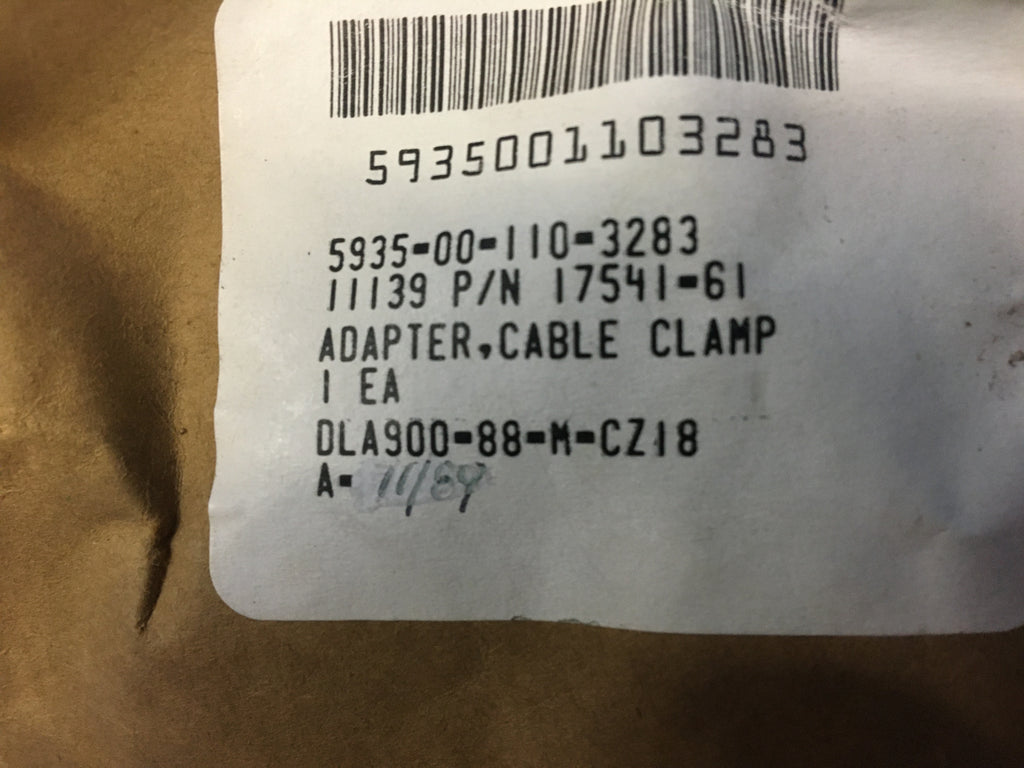 5935001103283
5935-00-110-3283
11139 P/N 17541-61
ADAPTER,CABLE CLAMP
1 EA
DLA900-88-M-CZ18
A- 11/89